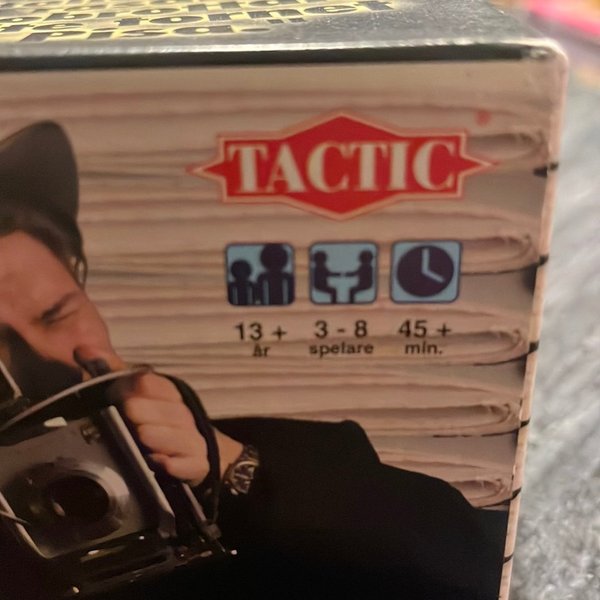 TACTIC
13 + 3 - 8 45 +
år spelare min.